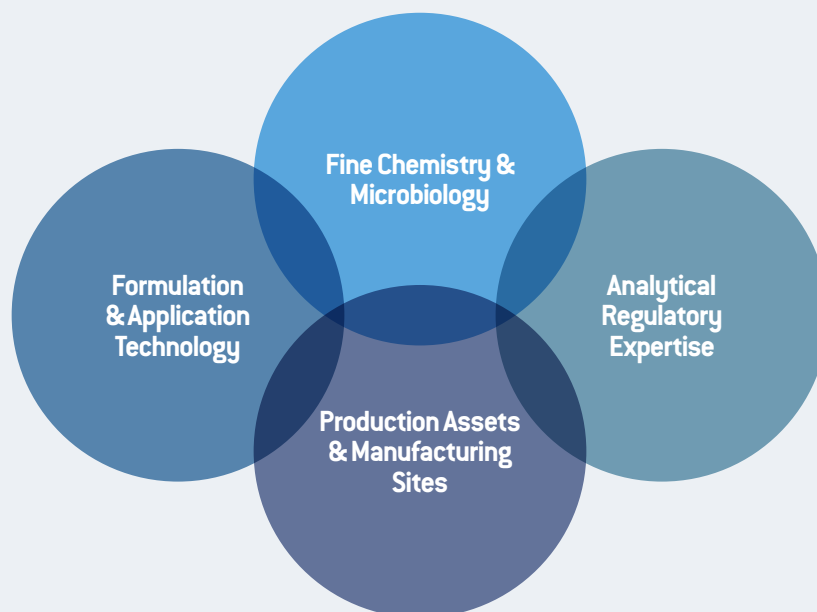 Fine Chemistry &
Microbiology
Formulation
& Application
Technology
Analytical
Regulatory
Expertise
Production Assets
& Manufacturing
Sites